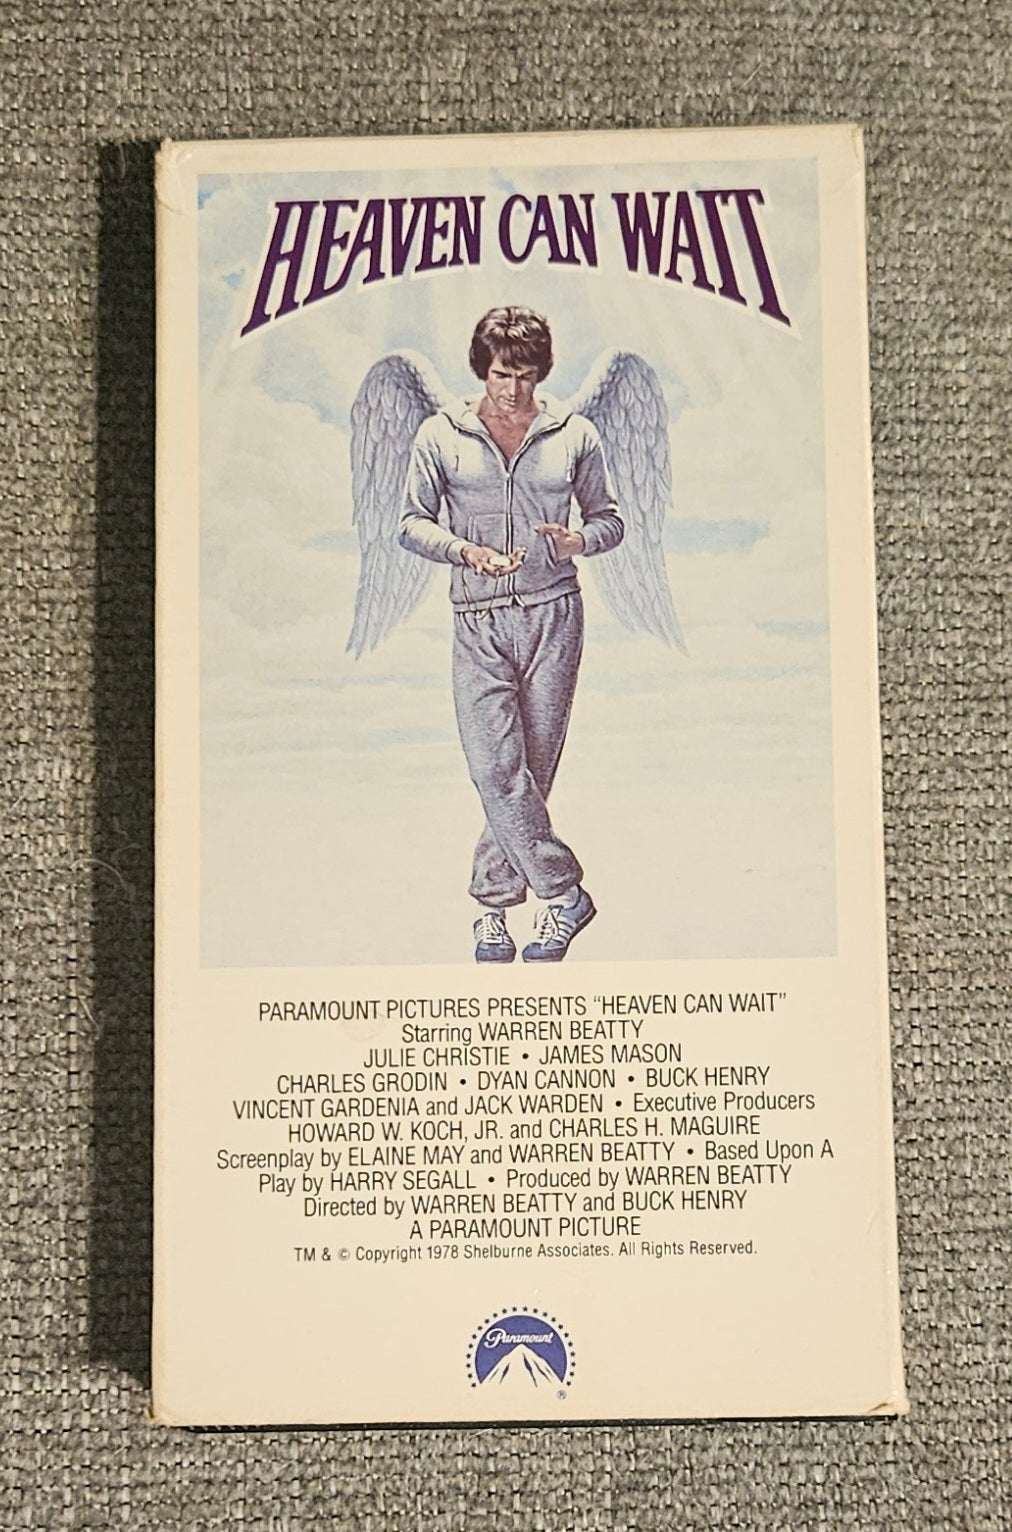 HEAVEN CAN WAIT
PARAMOUNT PICTURES PRESENTS “HEAVEN CAN WAIT”
Starring WARREN BEATTY
JULIE CHRISTIE • JAMES MASON
CHARLES GRODIN • DYAN CANNON • BUCK HENRY
VINCENT GARDENIA and JACK WARDEN • Executive Producers
HOWARD W. KOCH, JR. and CHARLES H. MAGUIRE
Screenplay by ELAINE MAY and WARREN BEATTY • Based Upon A
Play by HARRY SEGALL • Produced by WARREN BEATTY
Directed by WARREN BEATTY and BUCK HENRY
A PARAMOUNT PICTURE
TM & © Copyright 1978 Shelburne Associates. All Rights Reserved.
Paramount
®